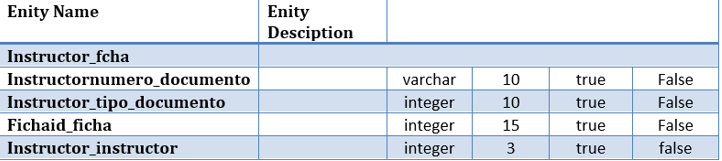 Enity Name Enity Desciption
Instructor_fcha
Instructornumero_documento varchar 10 true False
Instructor_tipo_documento integer 10 true False
Fichaid_ficha integer 15 true False
Instructor_instructor integer 3 true false